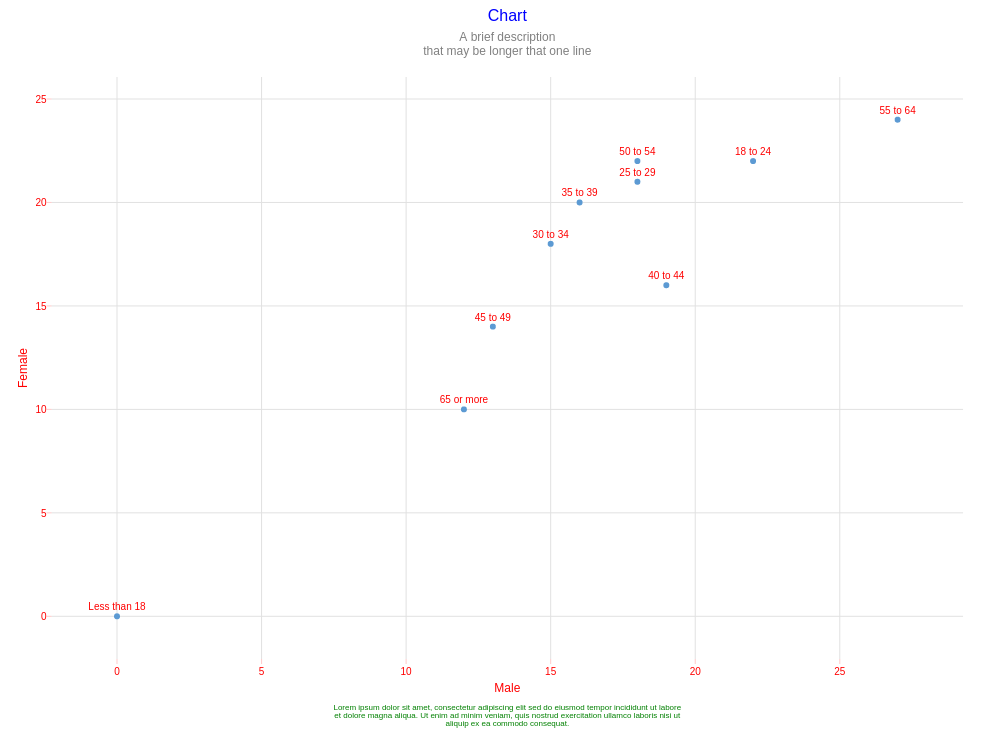 Chart
A brief description
that may be longer that one line
25
55 to 64
50 to 54
18 to 24
25 to 29
35 to 39
20
30 to 34
40 to 44
15
45 to 49
Female
65 or more
10
5
Less than 18
0
0 5 10 15 20 25
Male
Lorem ipsum dolor sit amet, consectetur adipiscing elit sed do eiusmod tempor incididunt ut labore
et dolore magna aliqua. Ut enim ad minim veniam, quis nostrud exercitation ullamco laboris nisi ut
aliquip ex ea commodo consequat.